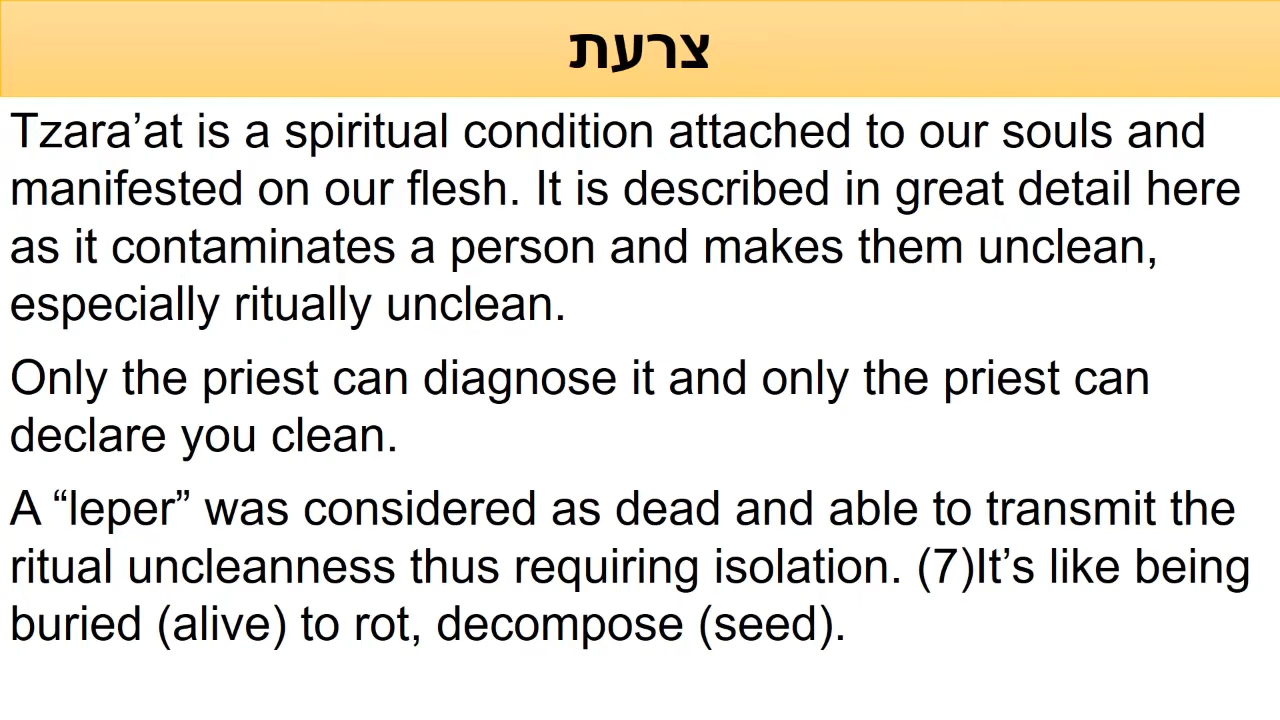 צרעת
Tzara’at is a spiritual condition attached to our souls and
manifested on our flesh. It is described in great detail here
as it contaminates a person and makes them unclean,
especially ritually unclean.
Only the priest can diagnose it and only the priest can
declare you clean.
A “leper” was considered as dead and able to transmit the
ritual uncleanness thus requiring isolation. (7)It’s like being
buried (alive) to rot, decompose (seed).